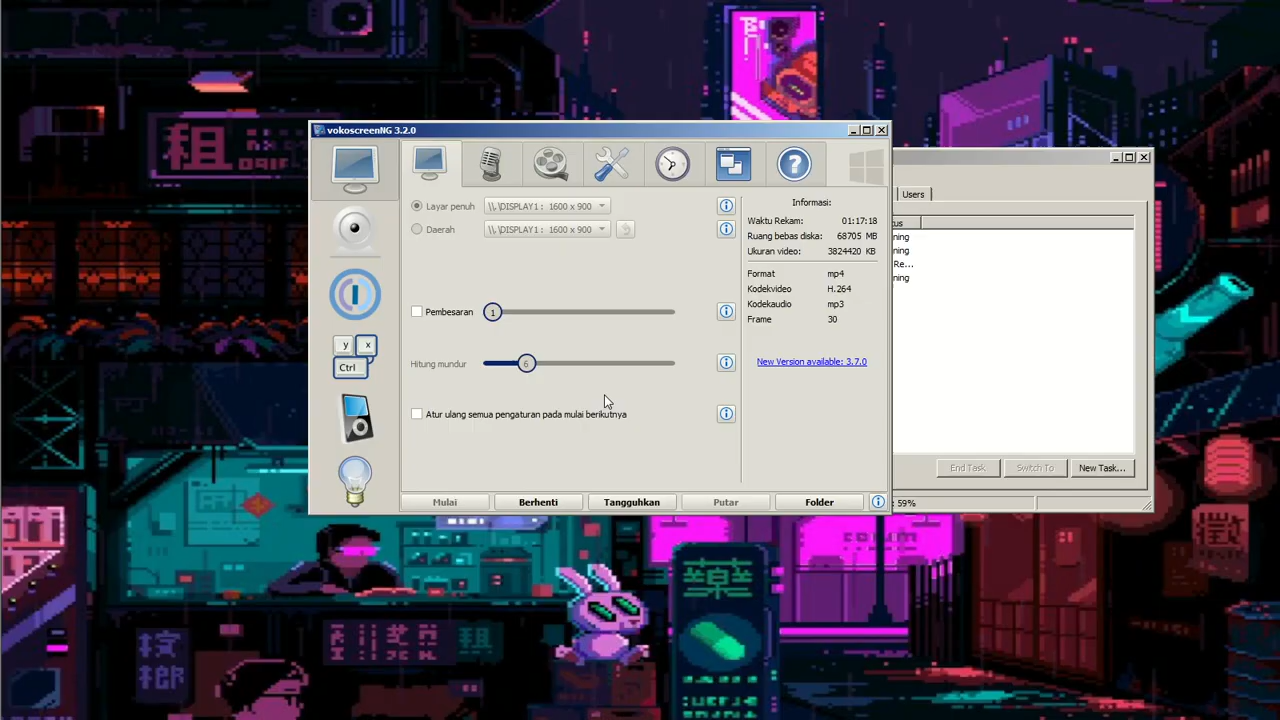 租
vokoscreenNG 3.2.0
Layar penuh
\\.\DISPLAY1 : 1600 x 900
Daerah
\\.\DISPLAY1 : 1600 x 900
Pembesaran
1
Hitung mundur
6
Atur ulang semua pengaturan pada mulai berikutnya
y x
Ctrl
Informasi:
Waktu Rekam: 01:17:18
Ruang bebas diska: 68705 MB
Ukuran video: 3824420 KB
Format mp4
Kodekvideo H.264
Kodekaudio mp3
Frame 30
New Version available: 3.7.0
Mulai
Berhenti
Tangguhkan
Putar
Folder
Users
ning
ning
Re...
ning
End Task
Switch To
New Task...
: 59%
薬